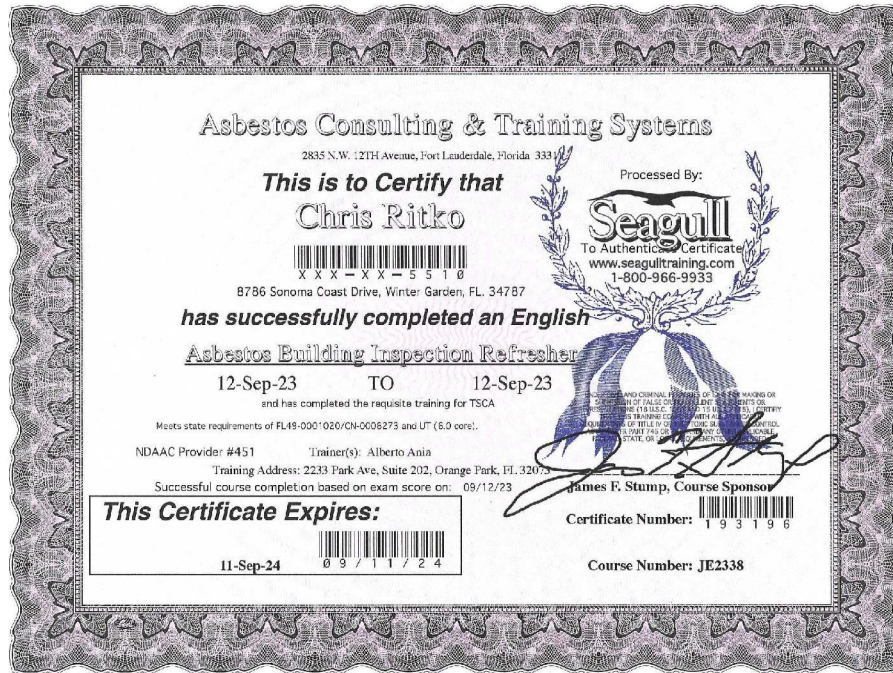 Asbestos Consulting & Training Systems
2835 N.W. 12TH Avenue, Fort Lauderdale, Florida 33311
This is to Certify that
Chris Ritko
XXX-XX-5510
8786 Sonoma Coast Drive, Winter Garden, FL. 34787
has successfully completed an English
Asbestos Building Inspection Refresher
12-Sep-23 TO 12-Sep-23
and has completed the requisite training for TSCA
Meets state requirements of FL49-0001020/CN-0006273 and UT (6.0 core).
NDAAC Provider #451 Trainer(s): Alberto Ania
Training Address: 2233 Park Ave, Suite 202, Orange Park, FL 32073
Successful course completion based on exam score on: 09/12/23
This Certificate Expires:
11-Sep-24
09/11/24
Processed By:
Seagull
To Authenticate Certificate
www.seagulltraining.com
1-800-966-9933
James F. Stump, Course Sponsor
Certificate Number: 193196
Course Number: JE2338